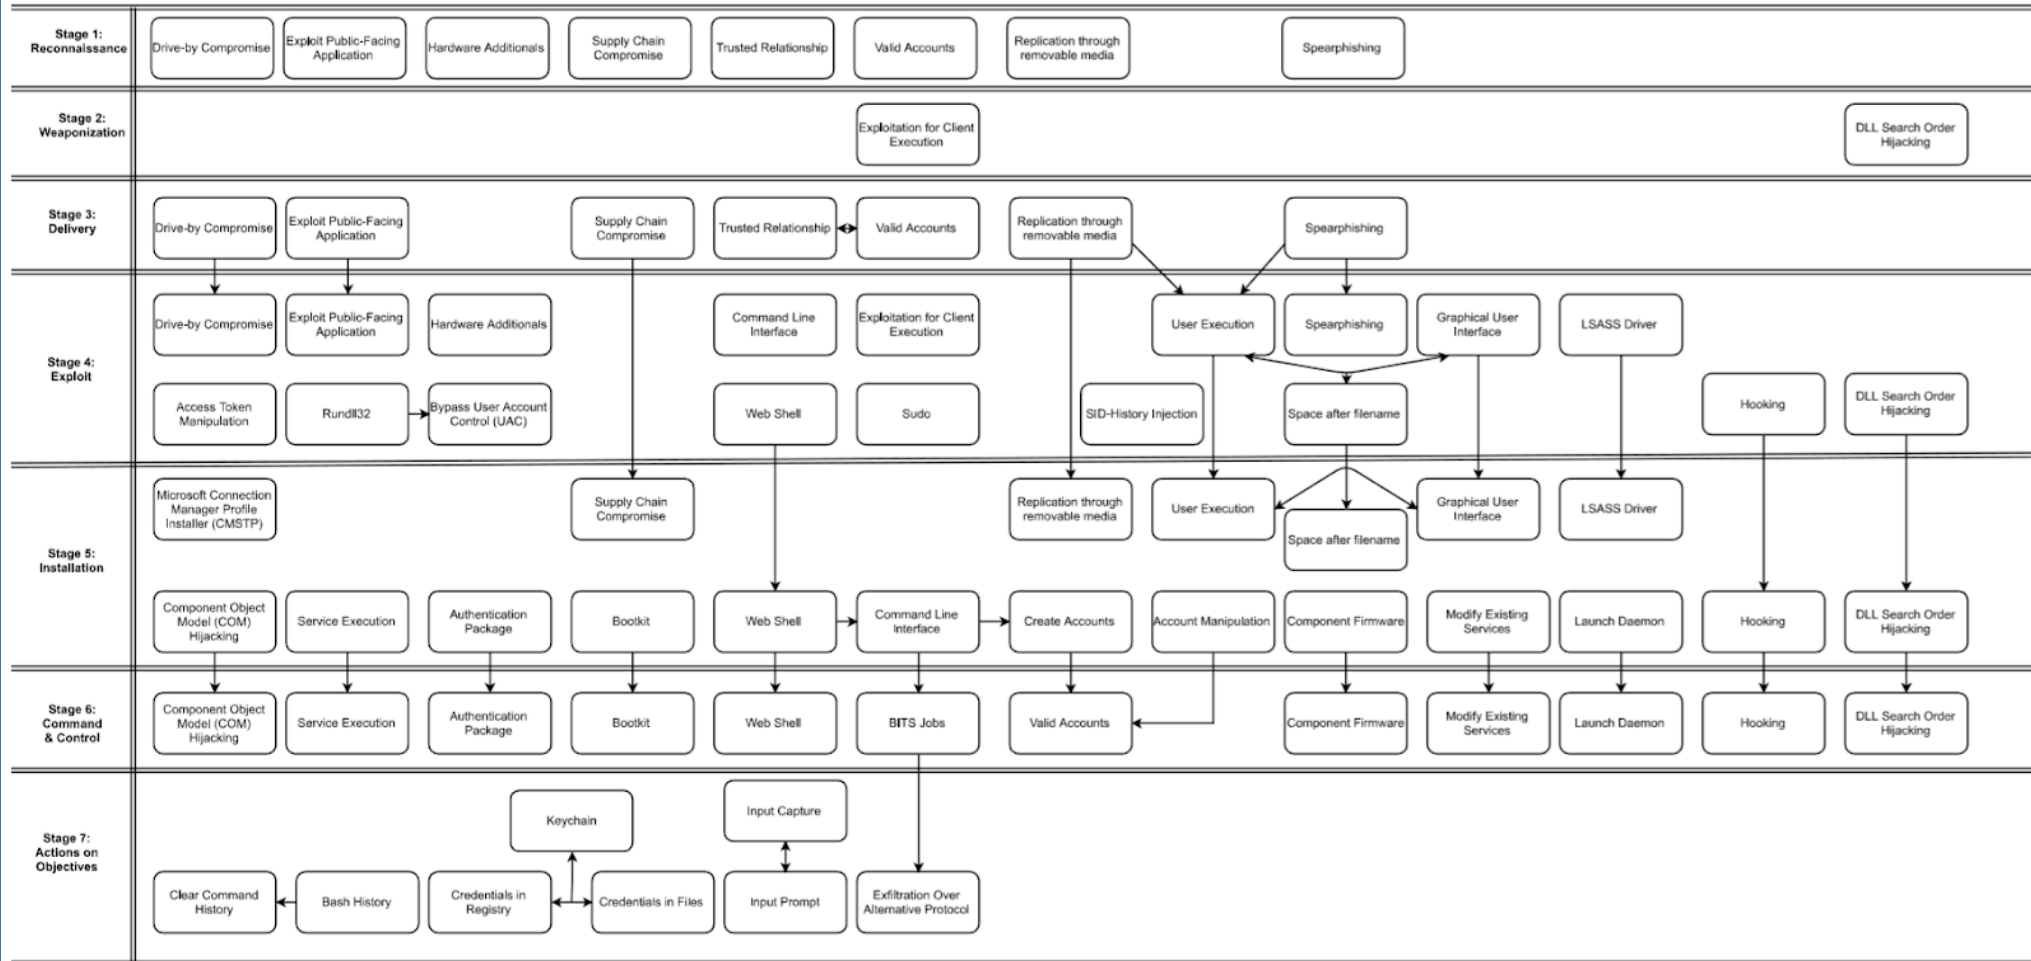 Stage 1:
Reconnaissance
Drive-by Compromise
Exploit Public-Facing
Application
Hardware Additionals
Supply Chain
Compromise
Trusted Relationship
Valid Accounts
Replication through
removable media
Spearphishing
Stage 2:
Weaponization
Exploitation for Client
Execution
DLL Search Order
Hijacking
Stage 3:
Delivery
Drive-by Compromise
Exploit Public-Facing
Application
Supply Chain
Compromise
Trusted Relationship
Valid Accounts
Replication through
removable media
Spearphishing
Stage 4:
Exploit
Drive-by Compromise
Exploit Public-Facing
Application
Hardware Additionals
Command Line
Interface
Exploitation for Client
Execution
User Execution
Spearphishing
Graphical User
Interface
LSASS Driver
Access Token
Manipulation
Rundll32
Bypass User Account
Control (UAC)
Web Shell
Sudo
SID-History Injection
Space after filename
Hooking
DLL Search Order
Hijacking
Stage 5:
Installation
Microsoft Connection
Manager Profile
Installer (CMSTP)
Supply Chain
Compromise
Replication through
removable media
User Execution
Space after filename
Graphical User
Interface
LSASS Driver
Component Object
Model (COM)
Hijacking
Service Execution
Authentication
Package
Bootkit
Web Shell
Command Line
Interface
Create Accounts
Account Manipulation
Component Firmware
Modify Existing
Services
Launch Daemon
Hooking
DLL Search Order
Hijacking
Stage 6:
Command
& Control
Component Object
Model (COM)
Hijacking
Service Execution
Authentication
Package
Bootkit
Web Shell
BITS Jobs
Valid Accounts
Component Firmware
Modify Existing
Services
Launch Daemon
Hooking
DLL Search Order
Hijacking
Stage 7:
Actions on
Objectives
Keychain
Input Capture
Clear Command
History
Bash History
Credentials in
Registry
Credentials in Files
Input Prompt
Exfiltration Over
Alternative Protocol